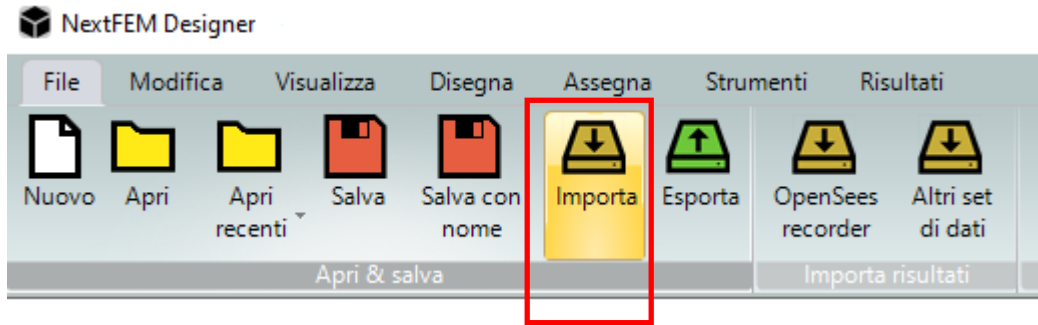 NextFEM Designer
File Modifica Visualizza Disegna Assegna Strumenti Risultati
Nuovo Apri Apri recenti Salva Salva con nome Importa Esporta OpenSees recorder Altri set di dati
Apri & salva Importa risultati